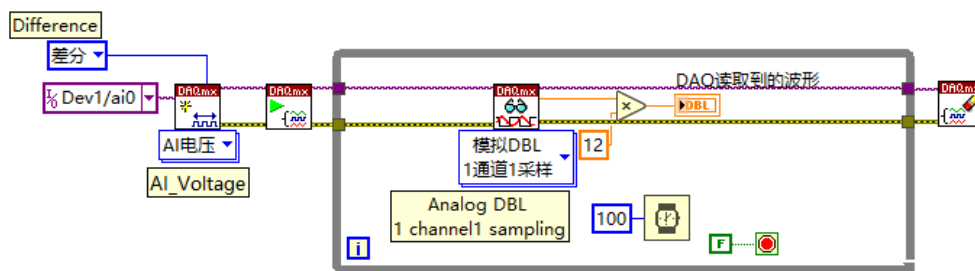 Difference
差分
DAQmx
DAQmx
DAQmx
DAQ读取到的波形
DAQmx
I/O Dev1/ai0
DBL
AI电压
模拟DBL
1通道1采样
12
AI_Voltage
Analog DBL
1 channel1 sampling
100
i
F